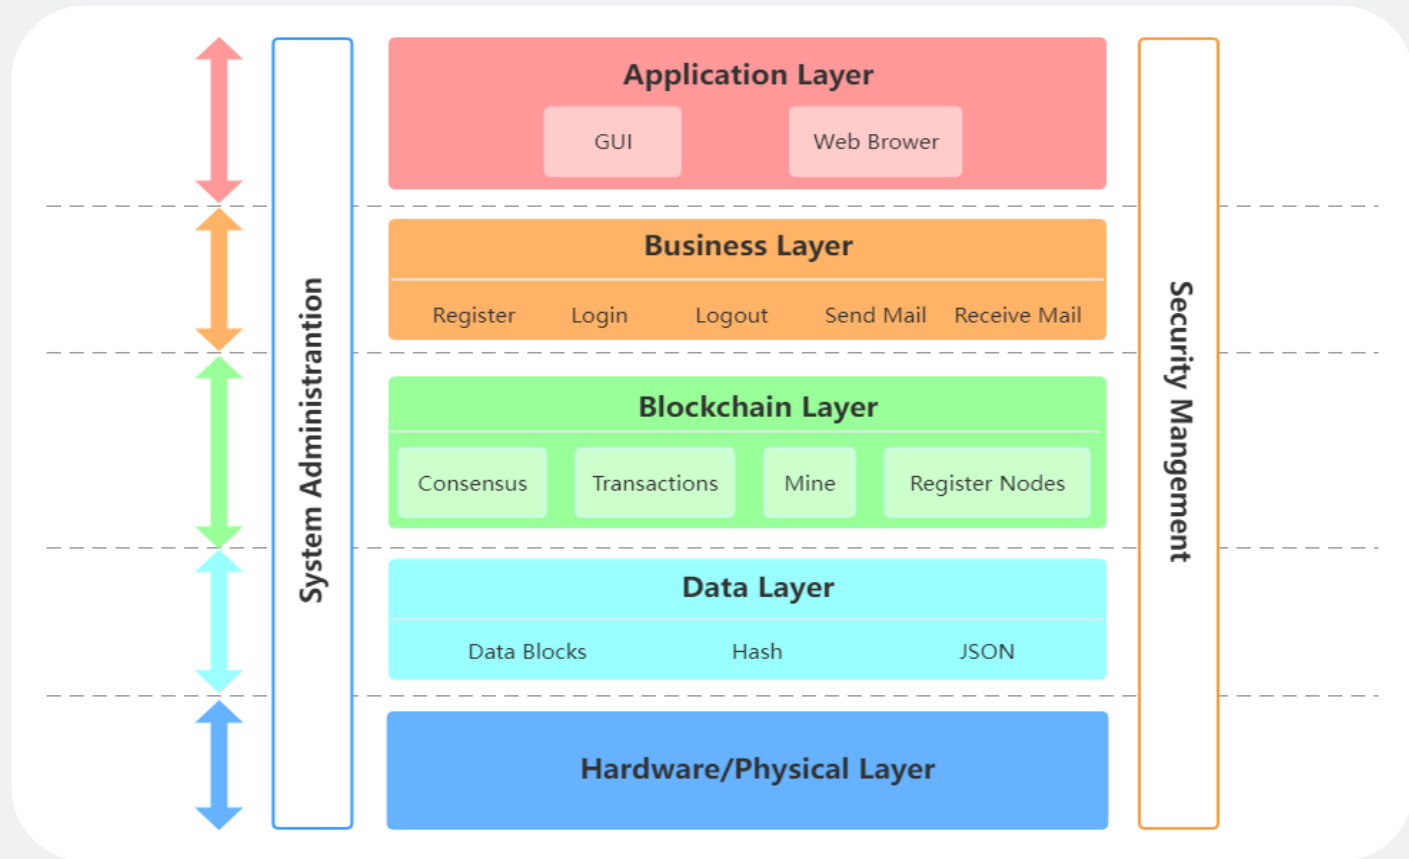 System Administrantion
Application Layer
GUI
Web Brower
Business Layer
Register
Login
Logout
Send Mail
Receive Mail
Blockchain Layer
Consensus
Transactions
Mine
Register Nodes
Data Layer
Data Blocks
Hash
JSON
Hardware/Physical Layer
Security Mangement